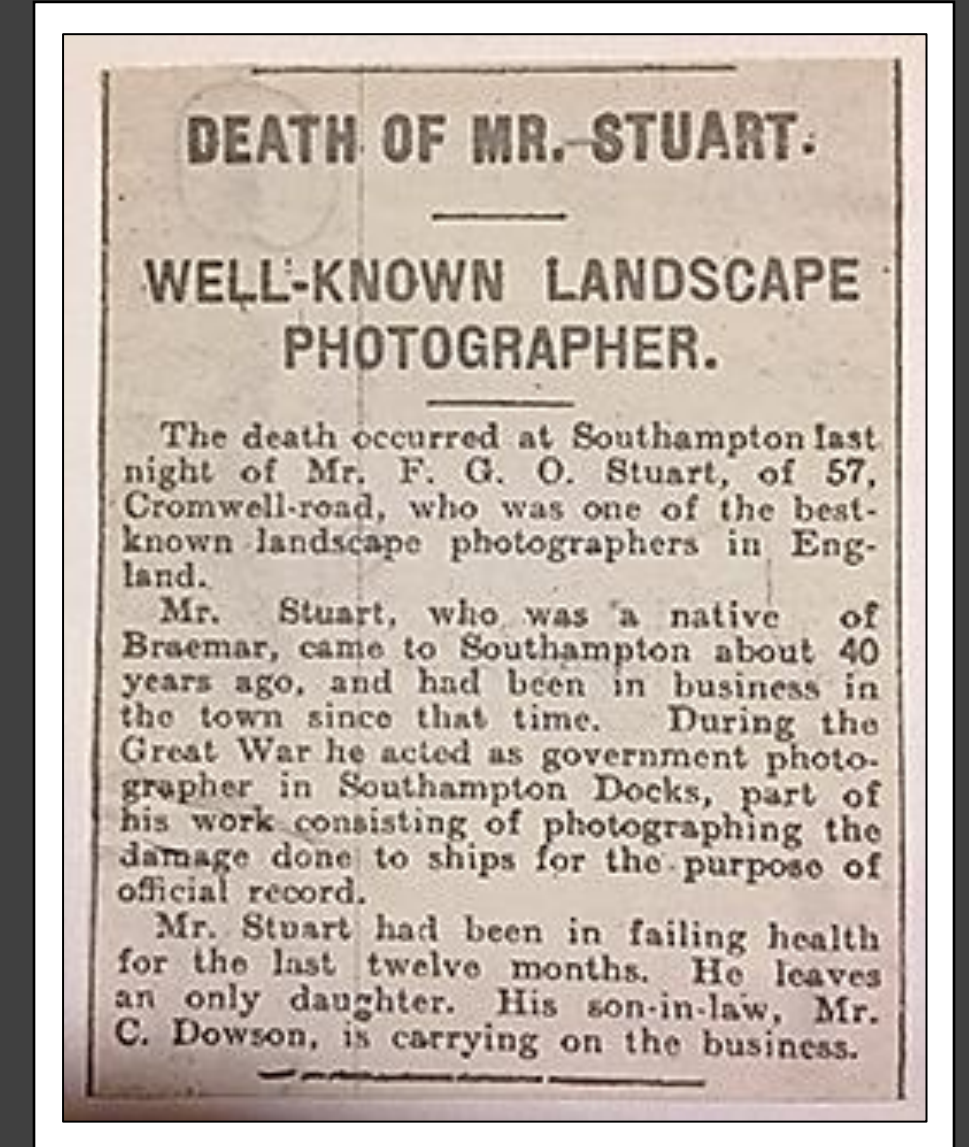 DEATH OF MR. STUART.
WELL-KNOWN LANDSCAPE
PHOTOGRAPHER.
The death occurred at Southampton last
night of Mr. F. G. O. Stuart, of 57,
Cromwell-road, who was one of the best-
known landscape photographers in Eng-
land.
Mr. Stuart, who was a native of
Braemar, came to Southampton about 40
years ago, and had been in business in
the town since that time. During the
Great War he acted as government photo-
grapher in Southampton Docks, part of
his work consisting of photographing the
damage done to ships for the purpose of
official record.
Mr. Stuart had been in failing health
for the last twelve months. He leaves
an only daughter. His son-in-law, Mr.
C. Dowson, is carrying on the business.